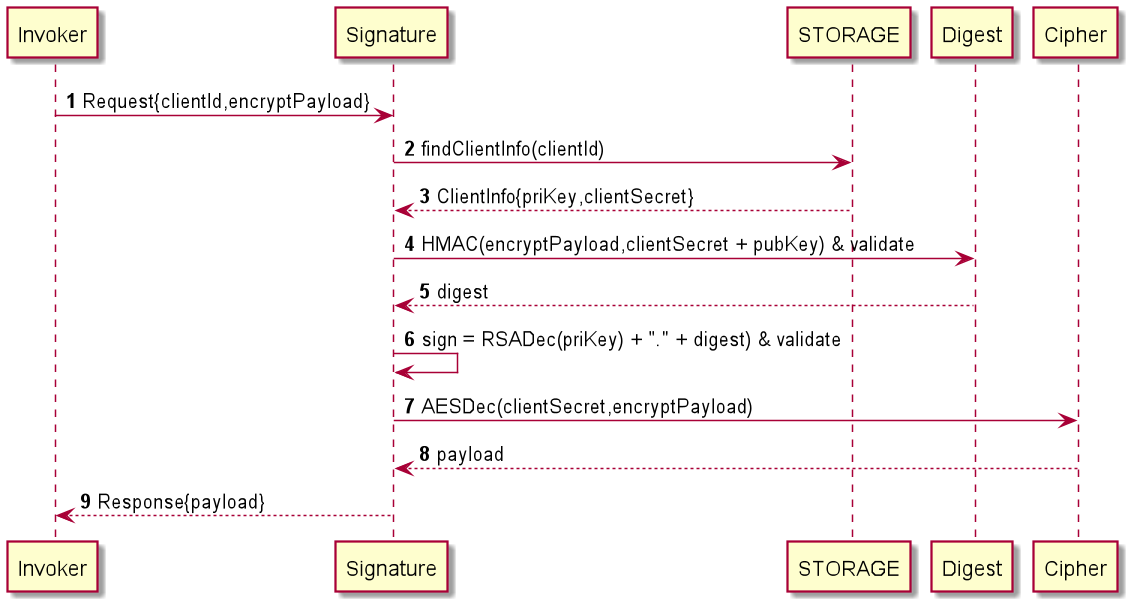 Invoker Signature STORAGE Digest Cipher
1 Request{clientId,encryptPayload}
2 findClientInfo(clientId)
3 ClientInfo{priKey,clientSecret}
4 HMAC(encryptPayload,clientSecret + pubKey) & validate
5 digest
6 sign = RSADec(priKey) + "." + digest) & validate
7 AESDec(clientSecret,encryptPayload)
8 payload
9 Response{payload}
Invoker Signature STORAGE Digest Cipher